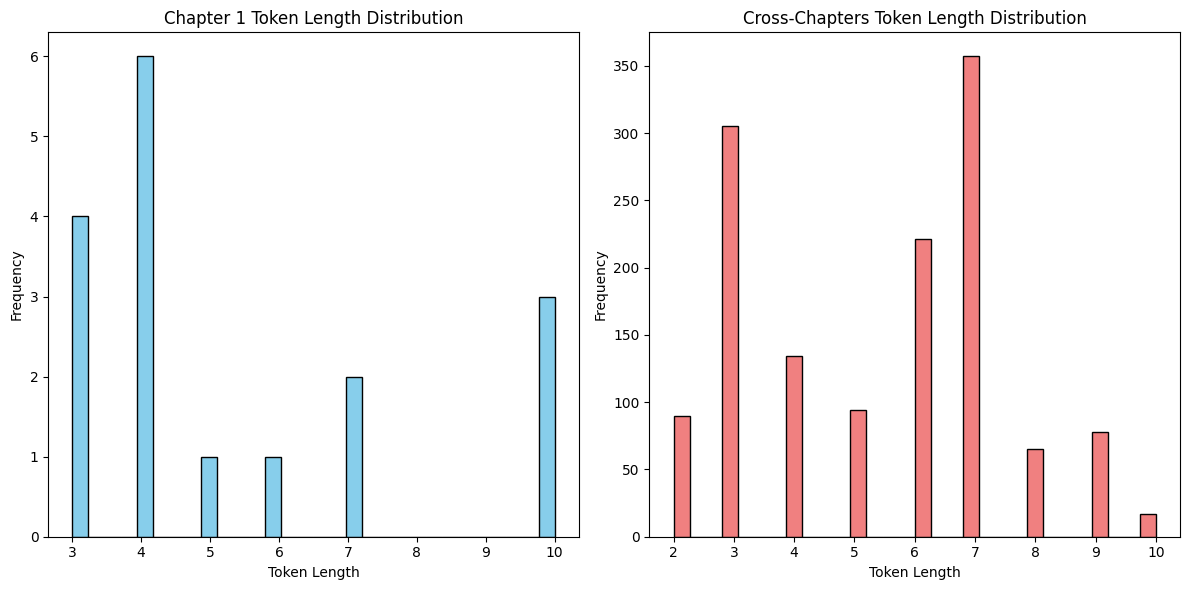 Chapter 1 Token Length Distribution
Frequency
6
5
4
3
2
1
0
3 4 5 6 7 8 9 10
Token Length
Cross-Chapters Token Length Distribution
Frequency
350
300
250
200
150
100
50
0
2 3 4 5 6 7 8 9 10
Token Length